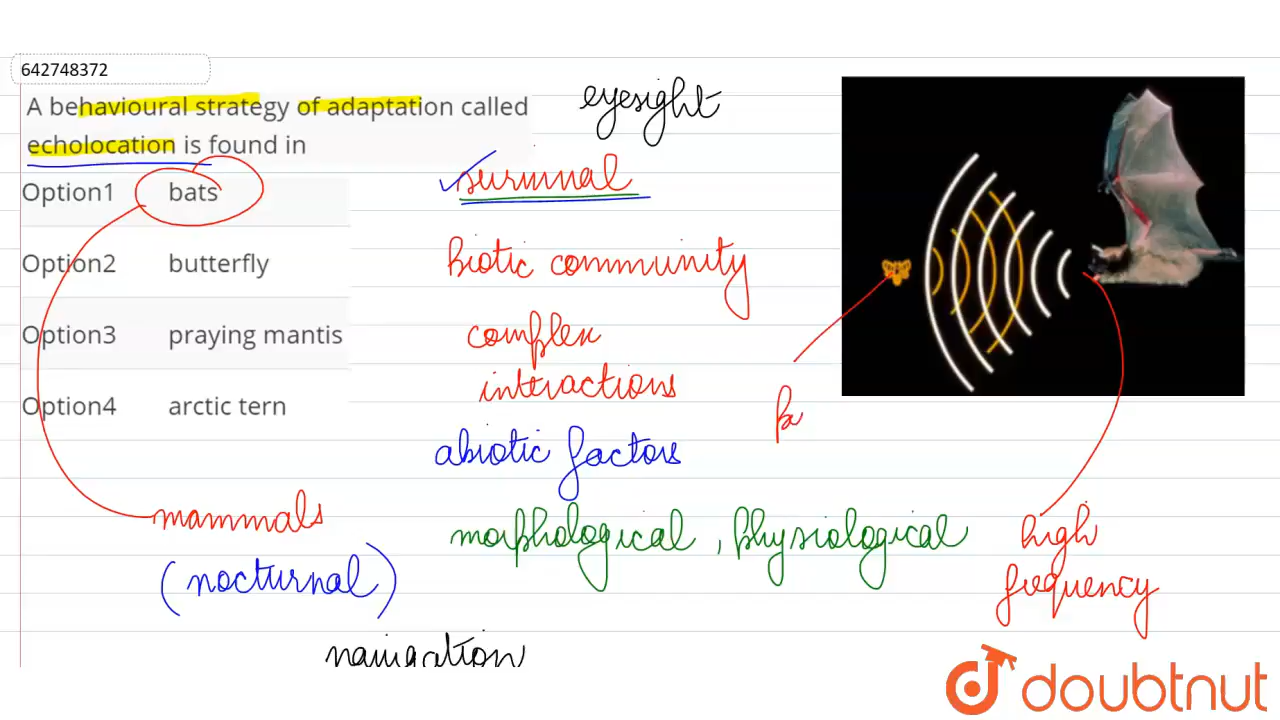 642748372
A behavioural strategy of adaptation called
echolocation is found in
Option1 bats
Option2 butterfly
Option3 praying mantis
Option4 arctic tern
mammals
(nocturnal)
navigation
eyesight
survival
biotic community
complex
interactions
abiotic factors
morphological, physiological
high
frequency
doubtnut